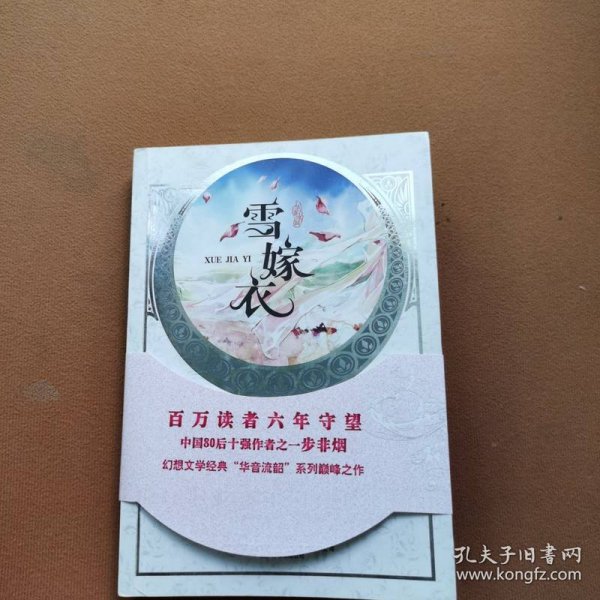 雪嫁衣
XUE JIA YI
百万读者六年守望
中国80后十强作者之一步非烟
幻想文学经典“华音流韶”系列巅峰之作
孔夫子旧书网
www.kongfz.com